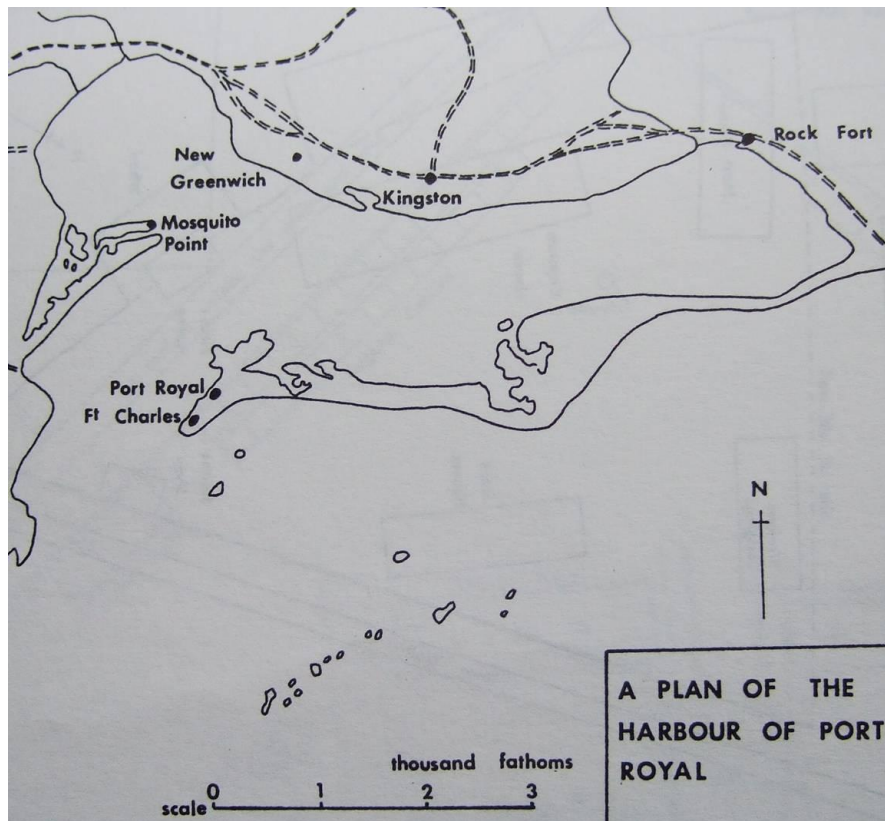 Rock Fort
New
Greenwich
Kingston
Mosquito
Point
Port Royal
Ft Charles
N
A PLAN OF THE
HARBOUR OF PORT
ROYAL
thousand fathoms
scale 0 1 2 3